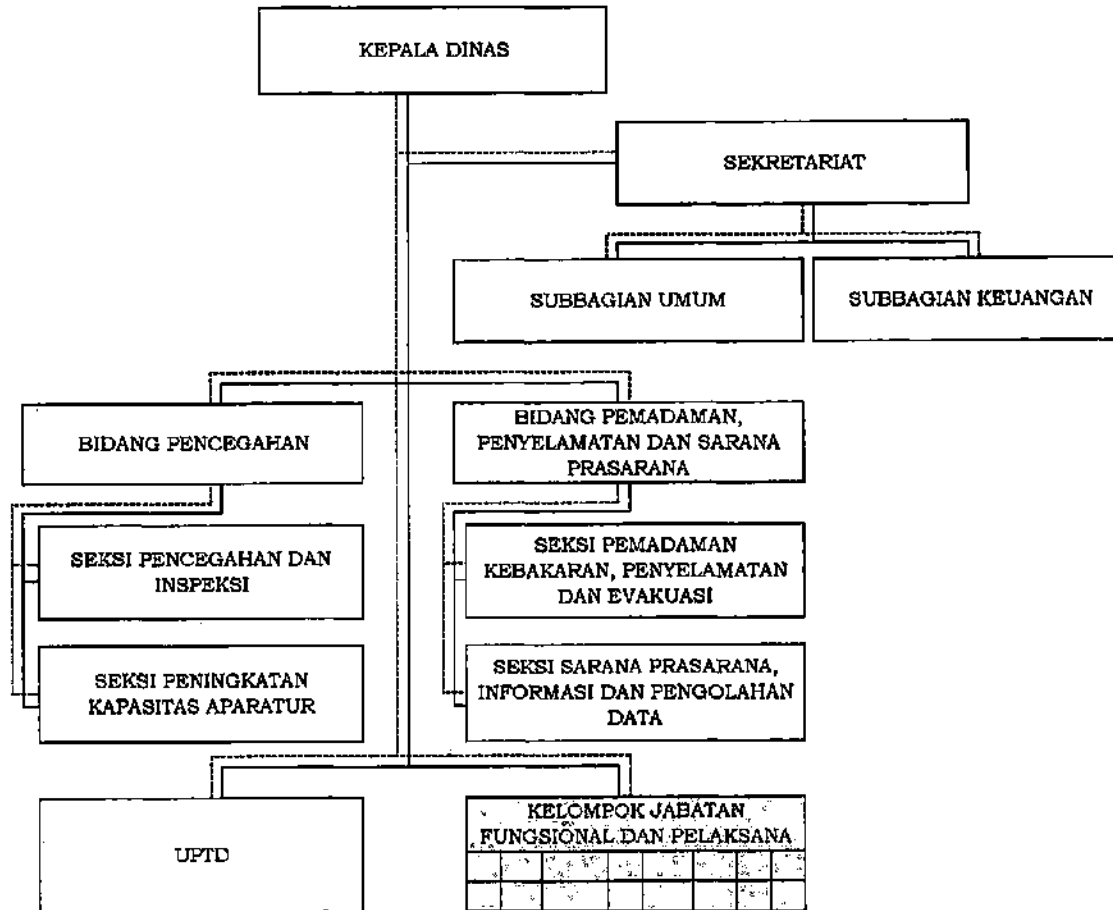 KEPALA DINAS
SEKRETARIAT
SUBBAGIAN UMUM
SUBBAGIAN KEUANGAN
BIDANG PENCEGAHAN
BIDANG PEMADAMAN,
PENYELAMATAN DAN SARANA
PRASARANA
SEKSI PENCEGAHAN DAN
INSPEKSI
SEKSI PEMADAMAN
KEBAKARAN, PENYELAMATAN
DAN EVAKUASI
SEKSI PENINGKATAN
KAPASITAS APARATUR
SEKSI SARANA PRASARANA,
INFORMASI DAN PENGOLAHAN
DATA
UPTD
KELOMPOK JABATAN
FUNGSIONAL DAN PELAKSANA